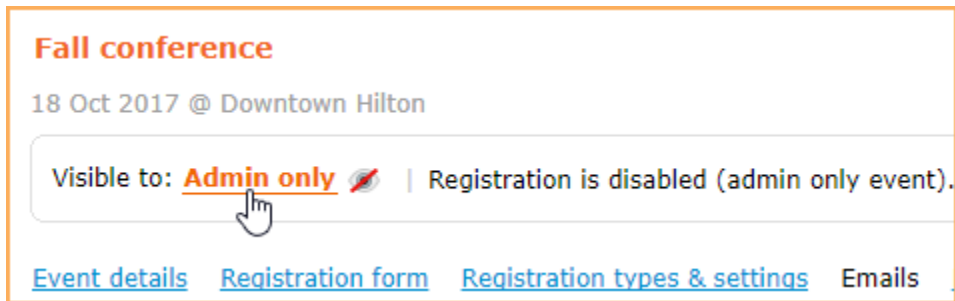 Fall conference
18 Oct 2017 @ Downtown Hilton
Visible to: Admin only | Registration is disabled (admin only event).
Event details Registration form Registration types & settings Emails